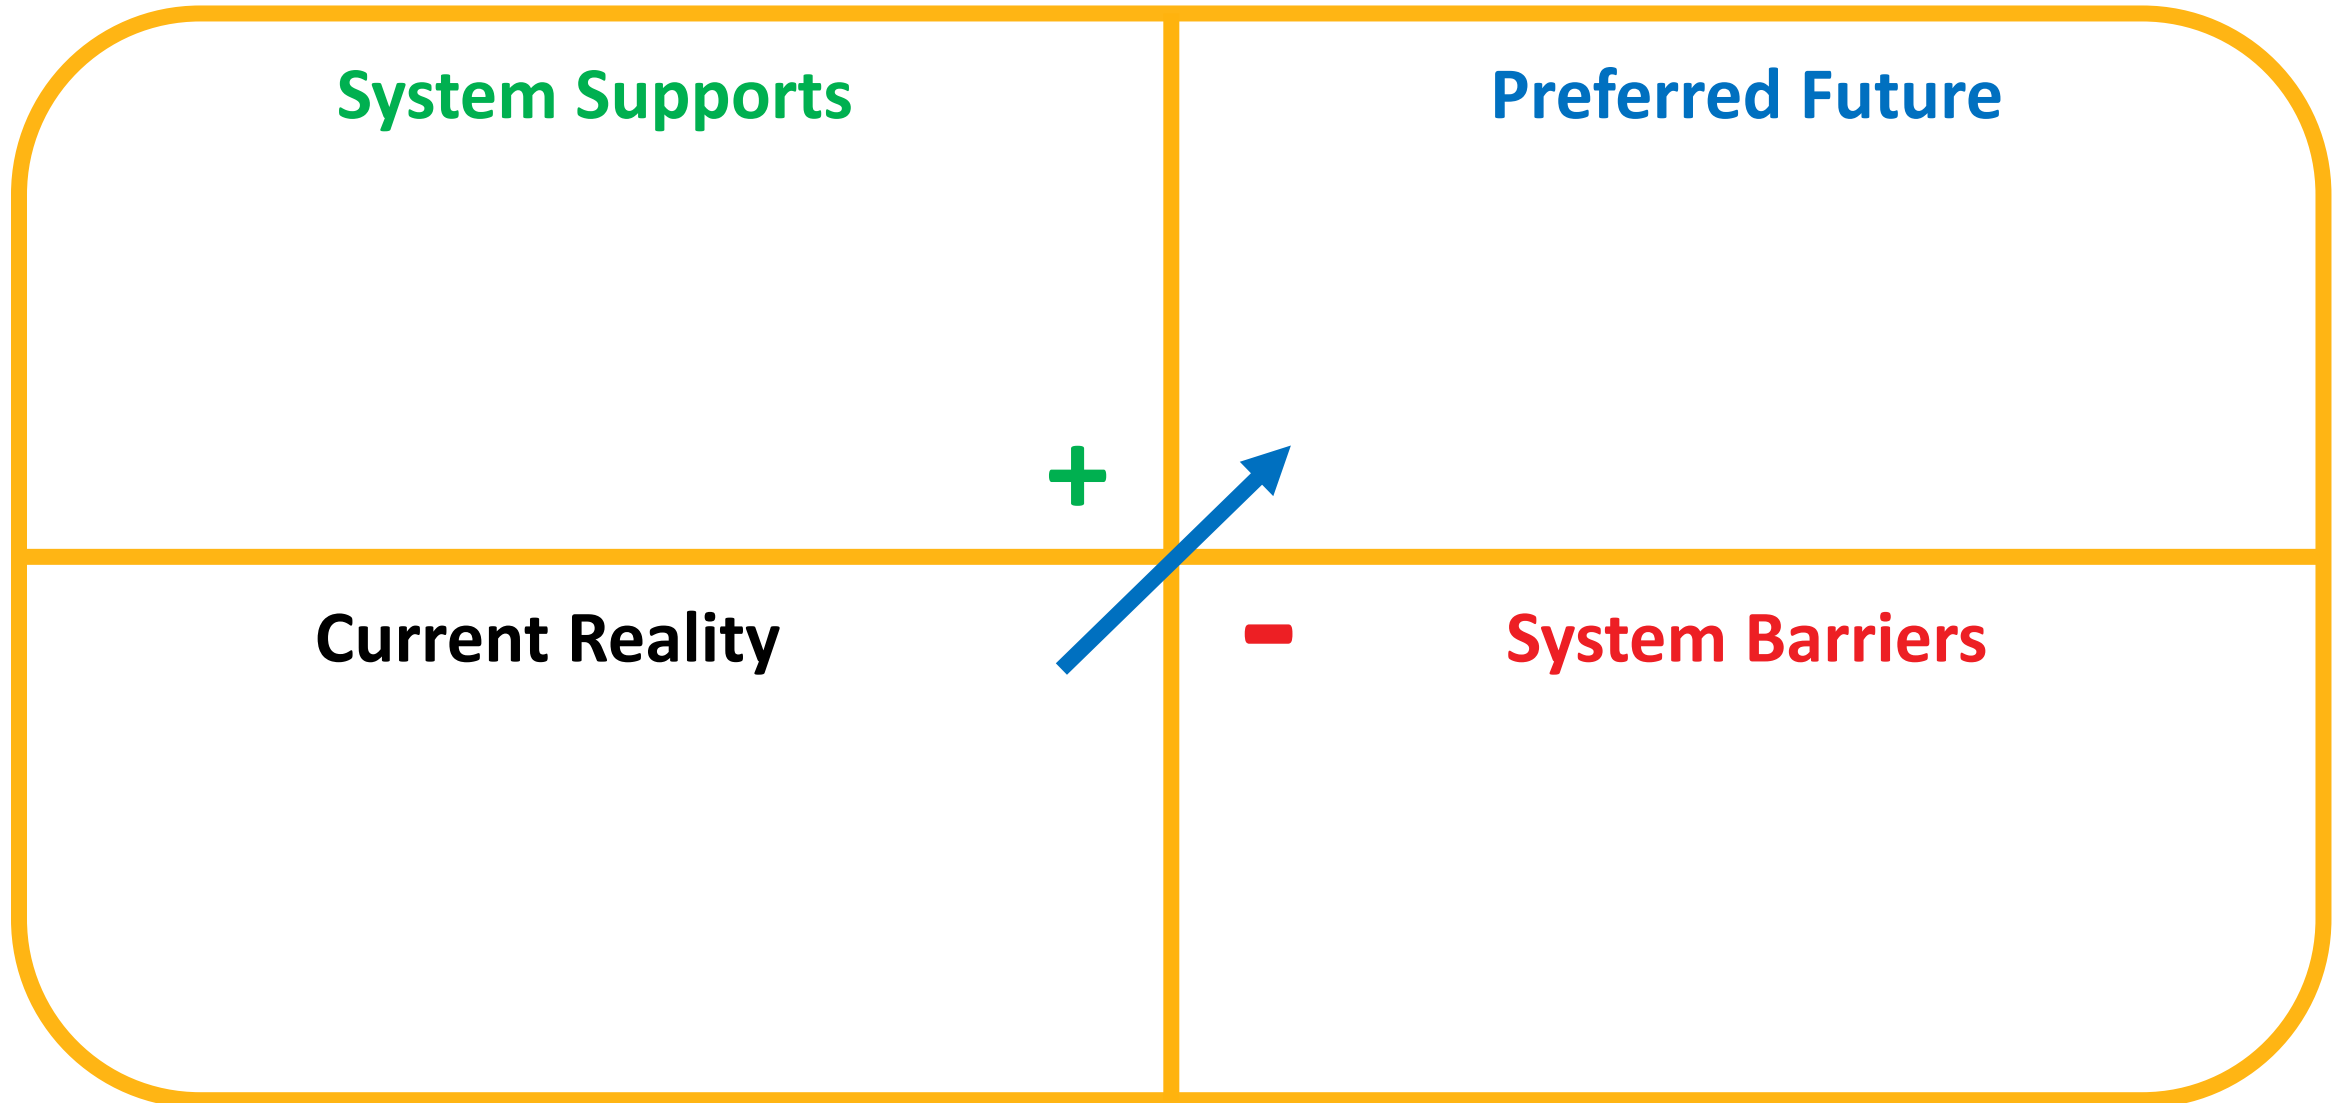 System Supports
Preferred Future
+
Current Reality
-
System Barriers